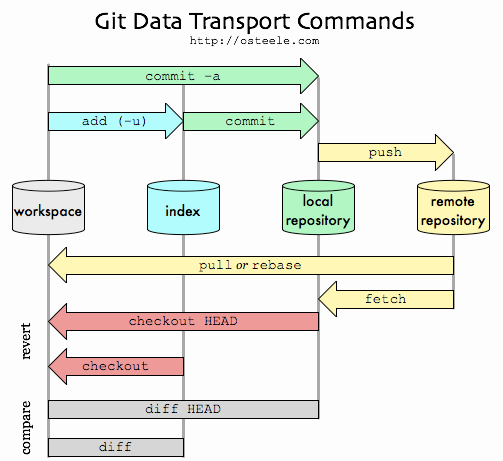 Git Data Transport Commands
http://osteele.com
commit -a
add (-u)
commit
push
workspace
index
local
repository
remote
repository
pull or rebase
fetch
revert
checkout HEAD
checkout
compare
diff HEAD
diff